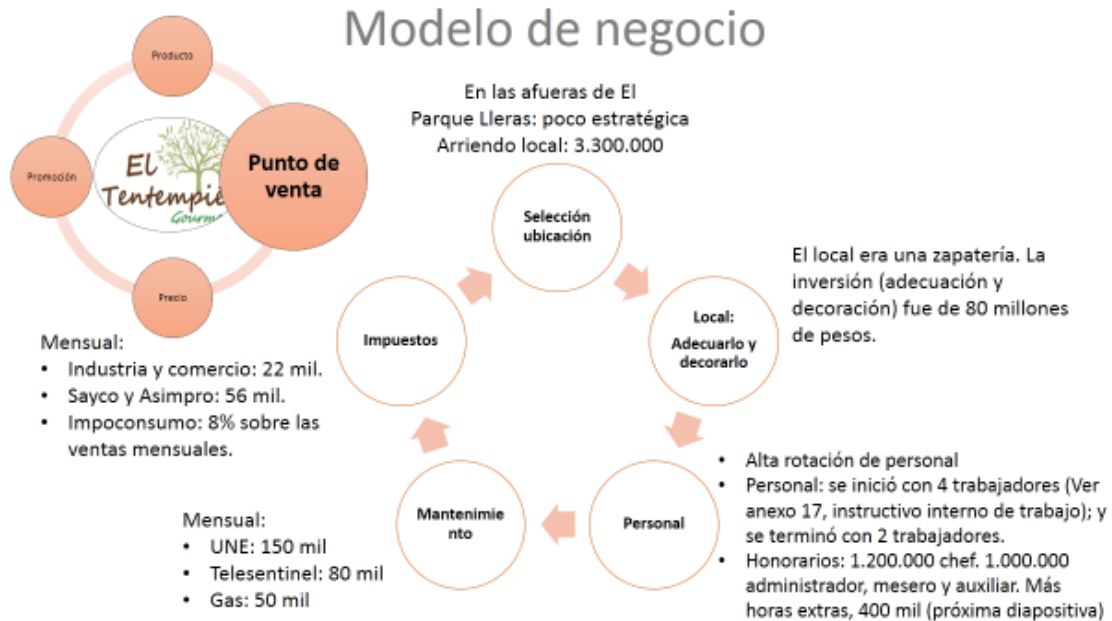 Modelo de negocio
Producto
Promoción
El
Tentempiè
Gourm
Punto de
venta
Precio
En las afueras de El
Parque Lleras: poco estratégica
Arriendo local: 3.300.000
Selección
ubicación
El local era una zapatería. La
inversión (adecuación y
decoración) fue de 80 millones
de pesos.
Local:
Adecuarlo y
decorarlo
Impuestos
Mensual:
• Industria y comercio: 22 mil.
• Sayco y Asimpro: 56 mil.
• Impoconsumo: 8% sobre las
ventas mensuales.
• Alta rotación de personal
• Personal: se inició con 4 trabajadores (Ver
anexo 17, instructivo interno de trabajo); y
se terminó con 2 trabajadores.
• Honorarios: 1.200.000 chef. 1.000.000
administrador, mesero y auxiliar. Más
horas extras, 400 mil (próxima diapositiva)
Personal
Mantenimie
nto
Mensual:
• UNE: 150 mil
• Telesentinel: 80 mil
• Gas: 50 mil